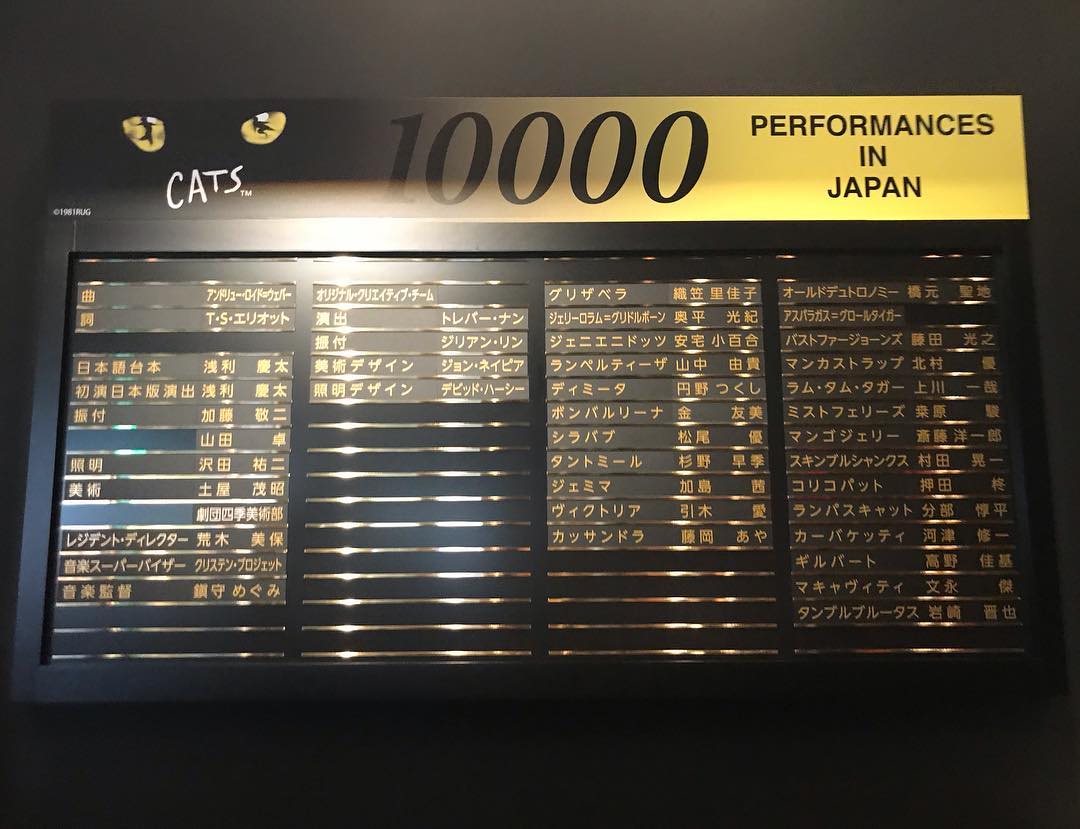 CATS™
©1981RUG
10000
PERFORMANCES
IN
JAPAN
曲 アンドリュー・ロイド=ウェバー
詞 T・S・エリオット
日本語台本 浅利 慶太
初演日本版演出 浅利 慶太
振付 加藤 敬二
山田 卓
照明 沢田 祐二
美術 土屋 茂昭
劇団四季美術部
レジデント・ディレクター 荒木 美保
音楽スーパーバイザー クリステン・ブロジェット
音楽監督 鎮守 めぐみ
オリジナル・クリエイティブ・チーム
演出 トレバー・ナン
振付 ジリアン・リン
美術デザイン ジョン・ネイピア
照明デザイン デビッド・ハーシー
グリザベラ 織笠 里佳子
ジェリーロラム=グリドルボーン 奥平 光紀
ジェニエニドッツ 安宅 小百合
ランペルティーザ 山中 由貴
ディミータ 円野 つくし
ボンバルリーナ 金 友美
シラバブ 松尾 優
タントミール 杉野 早季
ジェミマ 加島 茜
ヴィクトリア 引木 愛
カッサンドラ 藤岡 あや
オールドデュトロノミー 橋元 聖地
アスパラガス=グロールタイガー
バストファージョーンズ 藤田 光之
マンカストラップ 北村 優
ラム・タム・タガー 上川 一哉
ミストフェリーズ 桒原 駿
マンゴジェリー 斎藤 洋一郎
スキンブルシャンクス 村田 晃一
コリコパット 押田 柊
ランパスキャット 分部 惇平
カーバケッティ 河津 修一
ギルバート 高野 佳基
マキャヴィティ 文永 傑
タンブルブルータス 岩崎 晋也